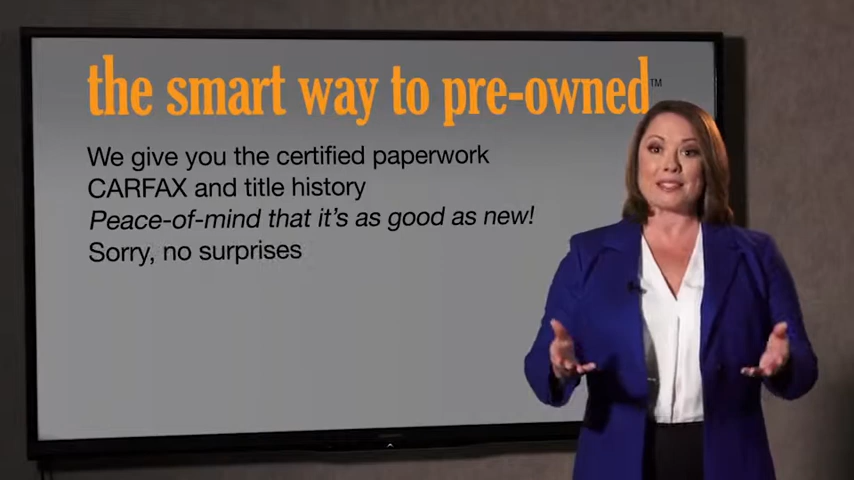 the smart way to pre-owned™
We give you the certified paperwork
CARFAX and title history
Peace-of-mind that it's as good as new!
Sorry, no surprises